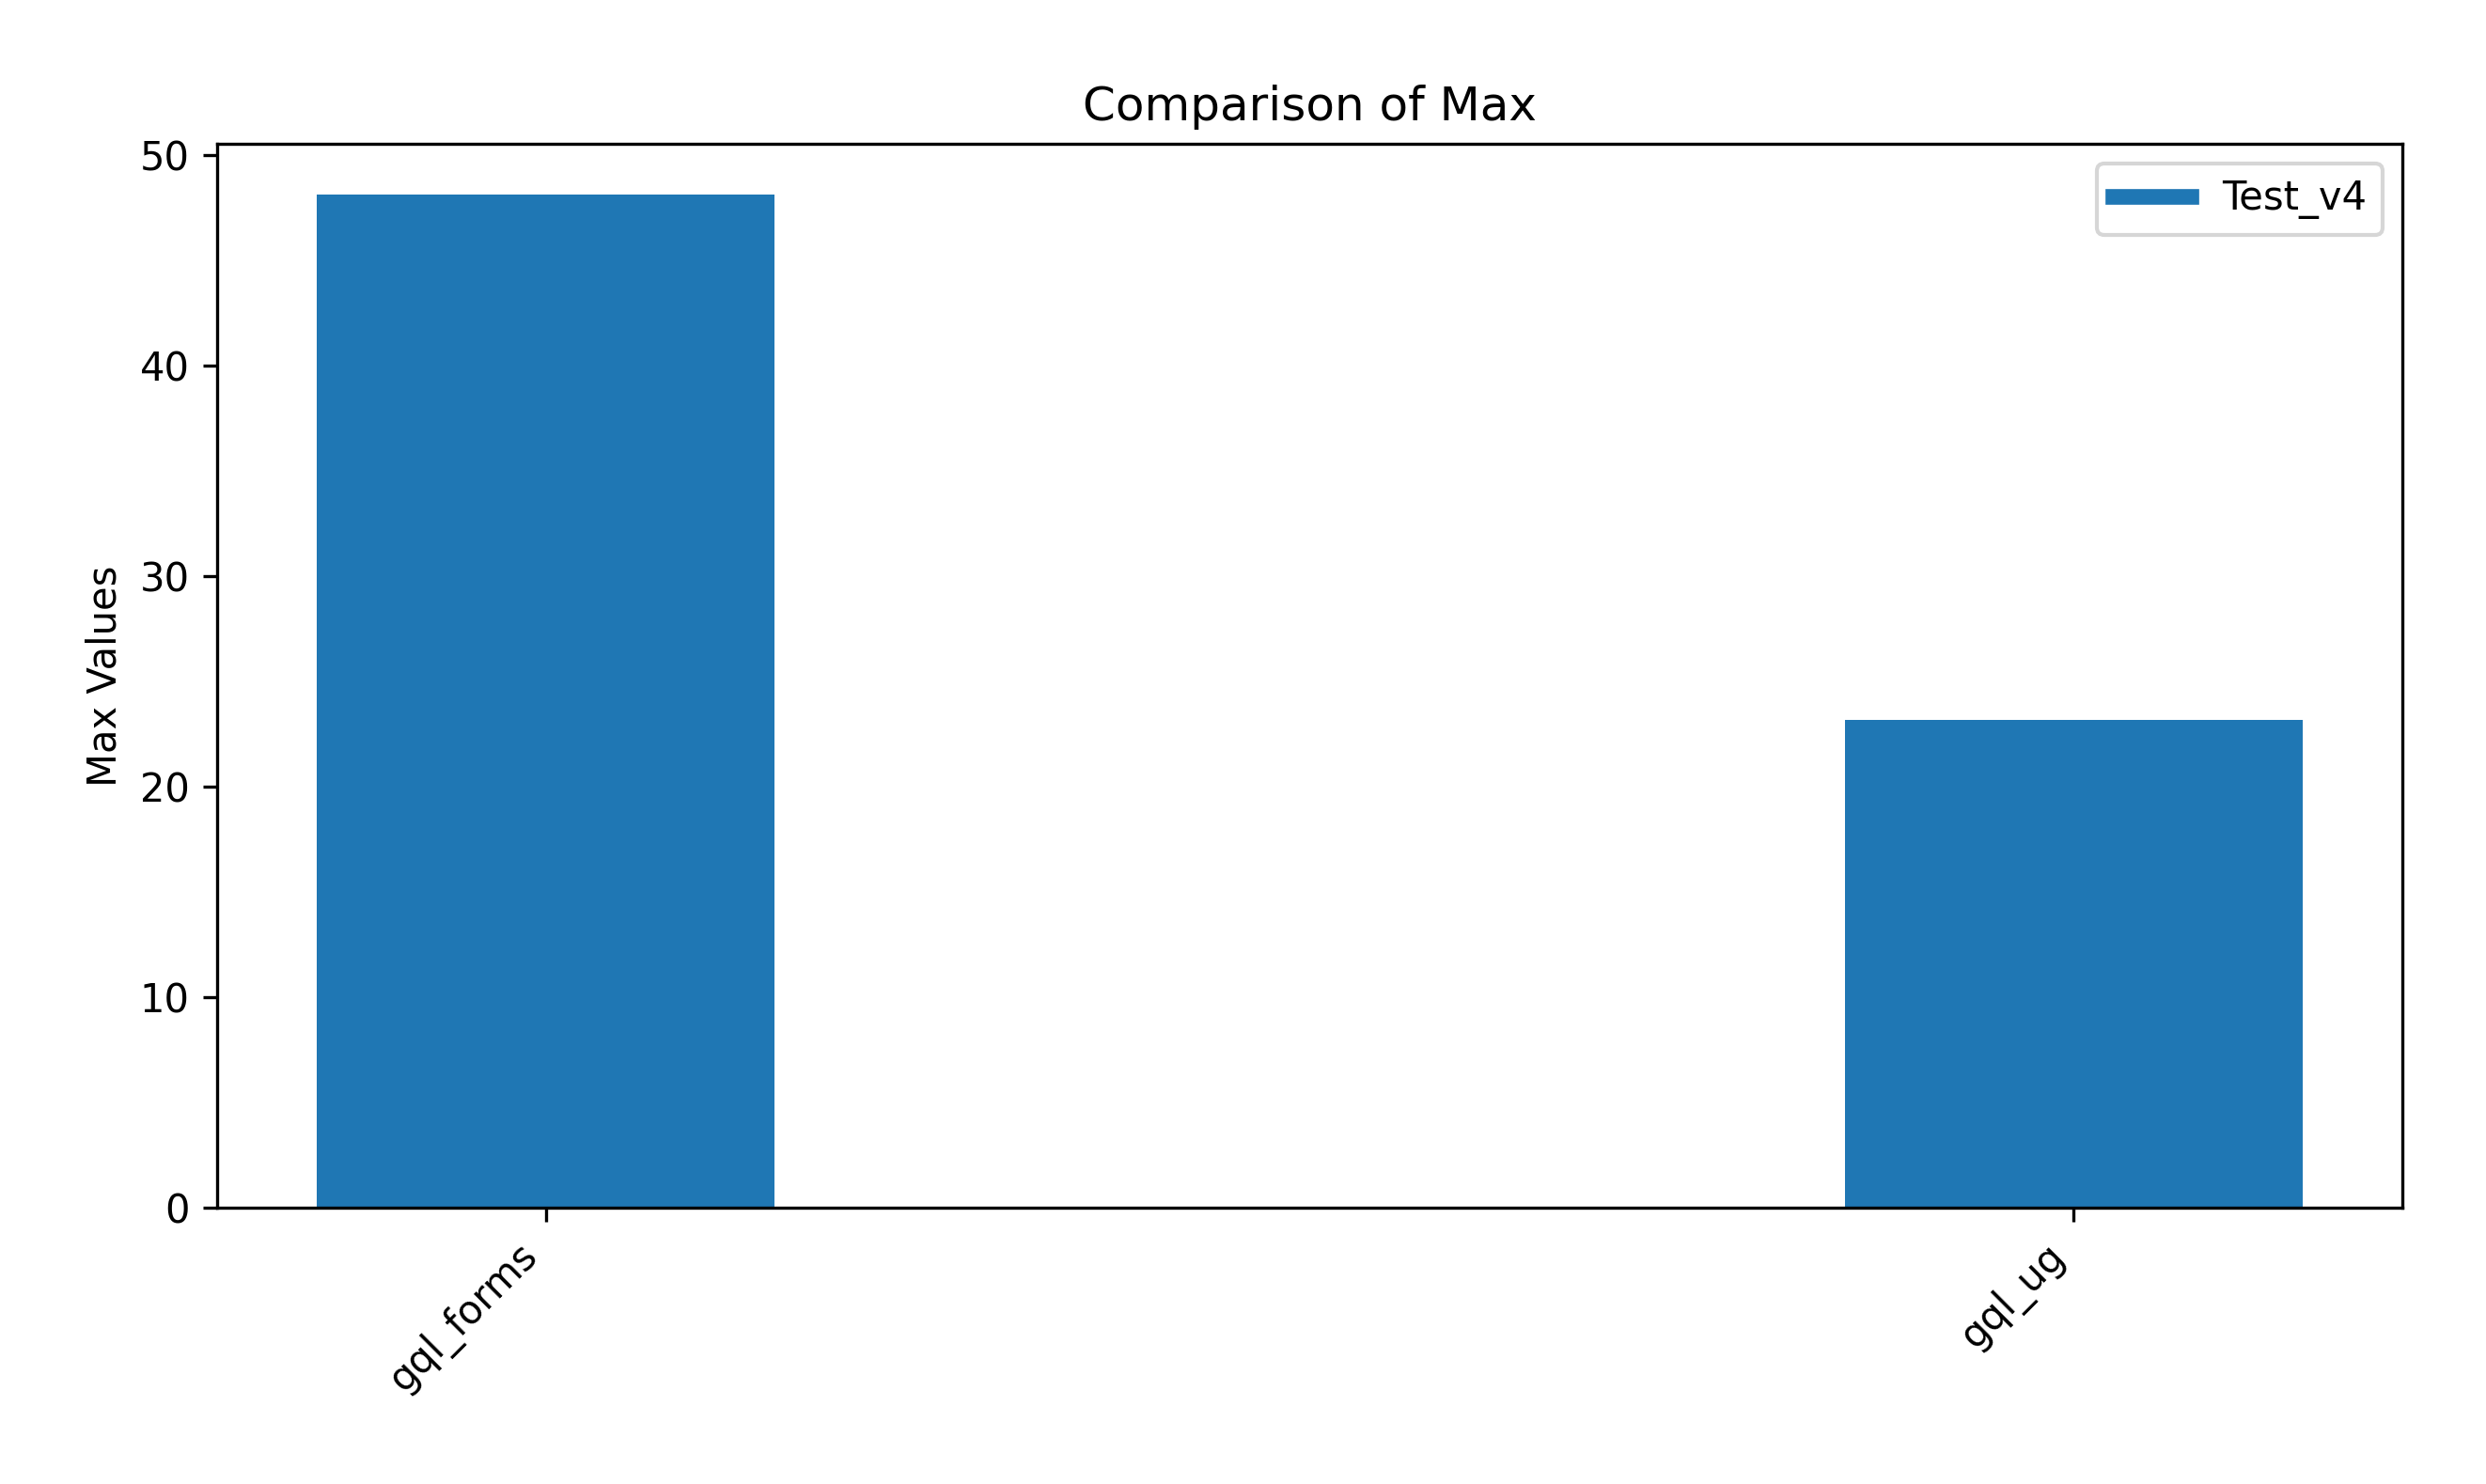 Comparison of Max
Test_v4
Max Values
50
40
30
20
10
0
gql_forms
gql_ug